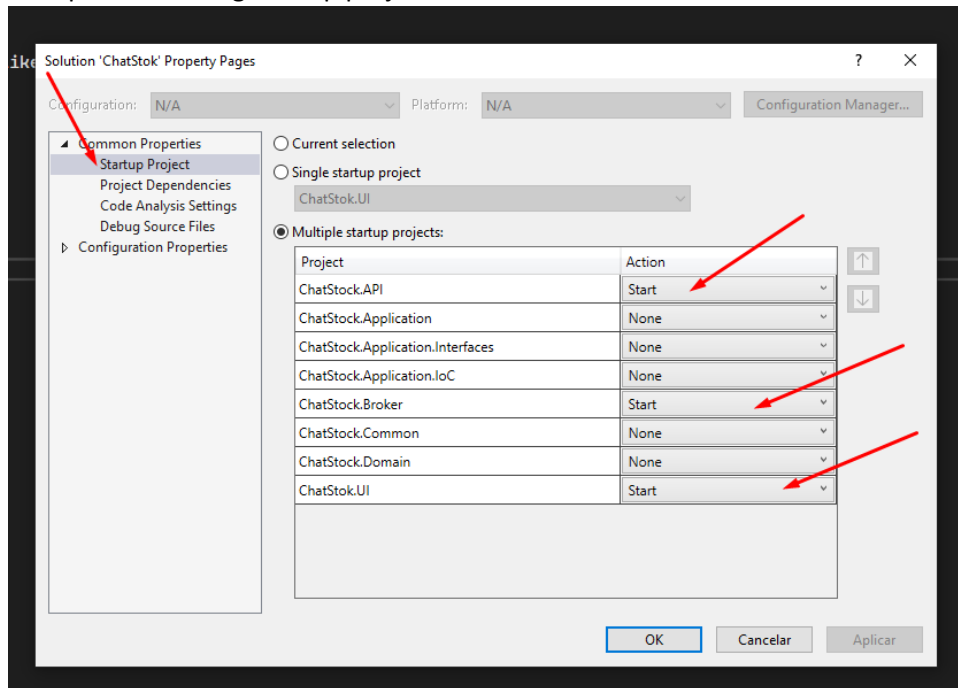 ike
Solution 'ChatStok' Property Pages ? ×
Configuration: N/A Platform: N/A Configuration Manager...
Common Properties
Startup Project
Project Dependencies
Code Analysis Settings
Debug Source Files
Configuration Properties
Current selection
Single startup project
ChatStok.UI
Multiple startup projects:
Project Action
ChatStock.API Start
ChatStock.Application None
ChatStock.Application.Interfaces None
ChatStock.Application.IoC None
ChatStock.Broker Start
ChatStock.Common None
ChatStock.Domain None
ChatStok.UI Start
OK Cancelar Aplicar